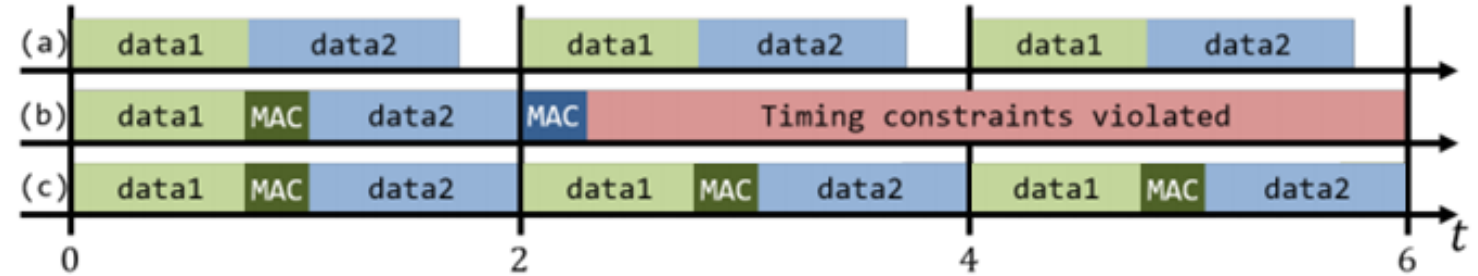 (a) data1 data2 data1 data2 data1 data2
(b) data1 MAC data2 MAC Timing constraints violated
(c) data1 MAC data2 data1 MAC data2 data1 MAC data2
0 2 4 6 t